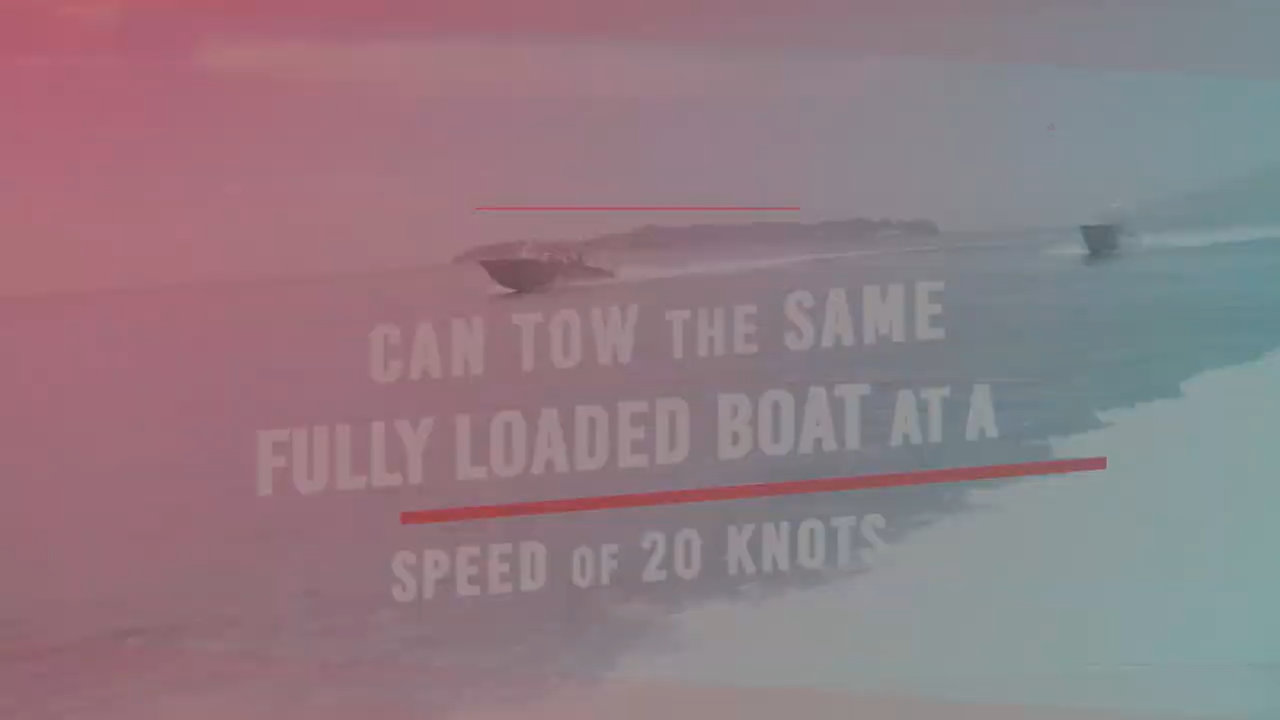 CAN TOW THE SAME
FULLY LOADED BOAT AT A
SPEED OF 20 KNOTS